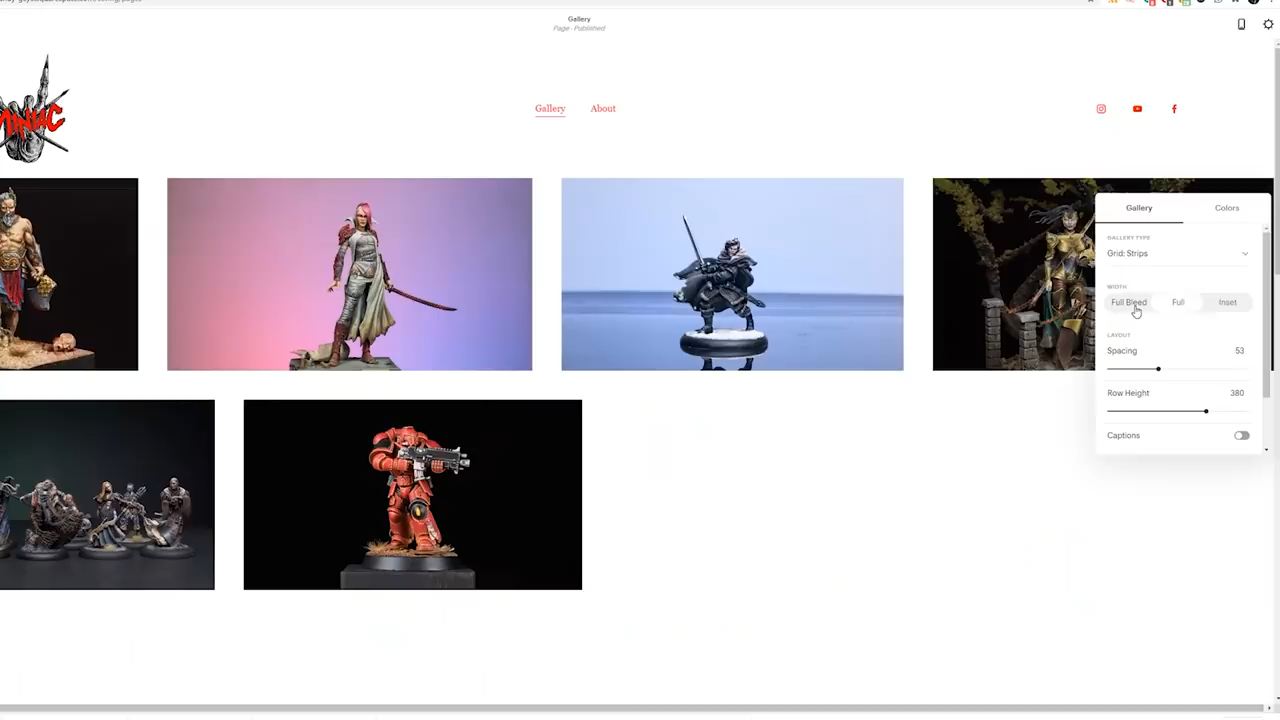 Gallery
Page · Published
MINIAC
Gallery
About
Gallery
Colors
GALLERY TYPE
Grid: Strips
WIDTH
Full Bleed
Full
Inset
LAYOUT
Spacing
53
Row Height
380
Captions